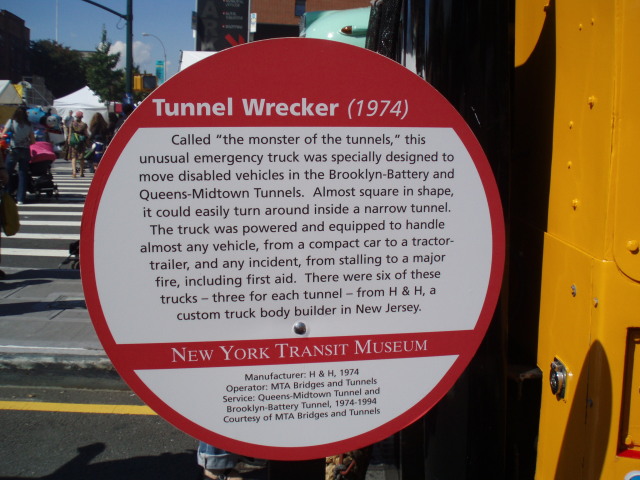 Tunnel Wrecker (1974)
Called "the monster of the tunnels," this
unusual emergency truck was specially designed to
move disabled vehicles in the Brooklyn-Battery and
Queens-Midtown Tunnels. Almost square in shape,
it could easily turn around inside a narrow tunnel.
The truck was powered and equipped to handle
almost any vehicle, from a compact car to a tractor-
trailer, and any incident, from stalling to a major
fire, including first aid. There were six of these
trucks – three for each tunnel – from H & H, a
custom truck body builder in New Jersey.
NEW YORK TRANSIT MUSEUM
Manufacturer: H & H, 1974
Operator: MTA Bridges and Tunnels
Service: Queens-Midtown Tunnel and
Brooklyn-Battery Tunnel, 1974-1994
Courtesy of MTA Bridges and Tunnels